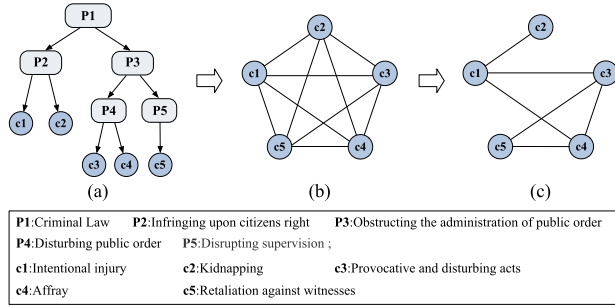 P1
P2
P3
P4
P5
c1
c2
c3
c4
c5
(a)
c2
c1
c3
c5
c4
(b)
c2
c1
c3
c5
c4
(c)
P1:Criminal Law P2:Infringing upon citizens right P3:Obstructing the administration of public order
P4:Disturbing public order P5:Disrupting supervision ;
c1:Intentional injury c2:Kidnapping c3:Provocative and disturbing acts
c4:Affray c5:Retaliation against witnesses